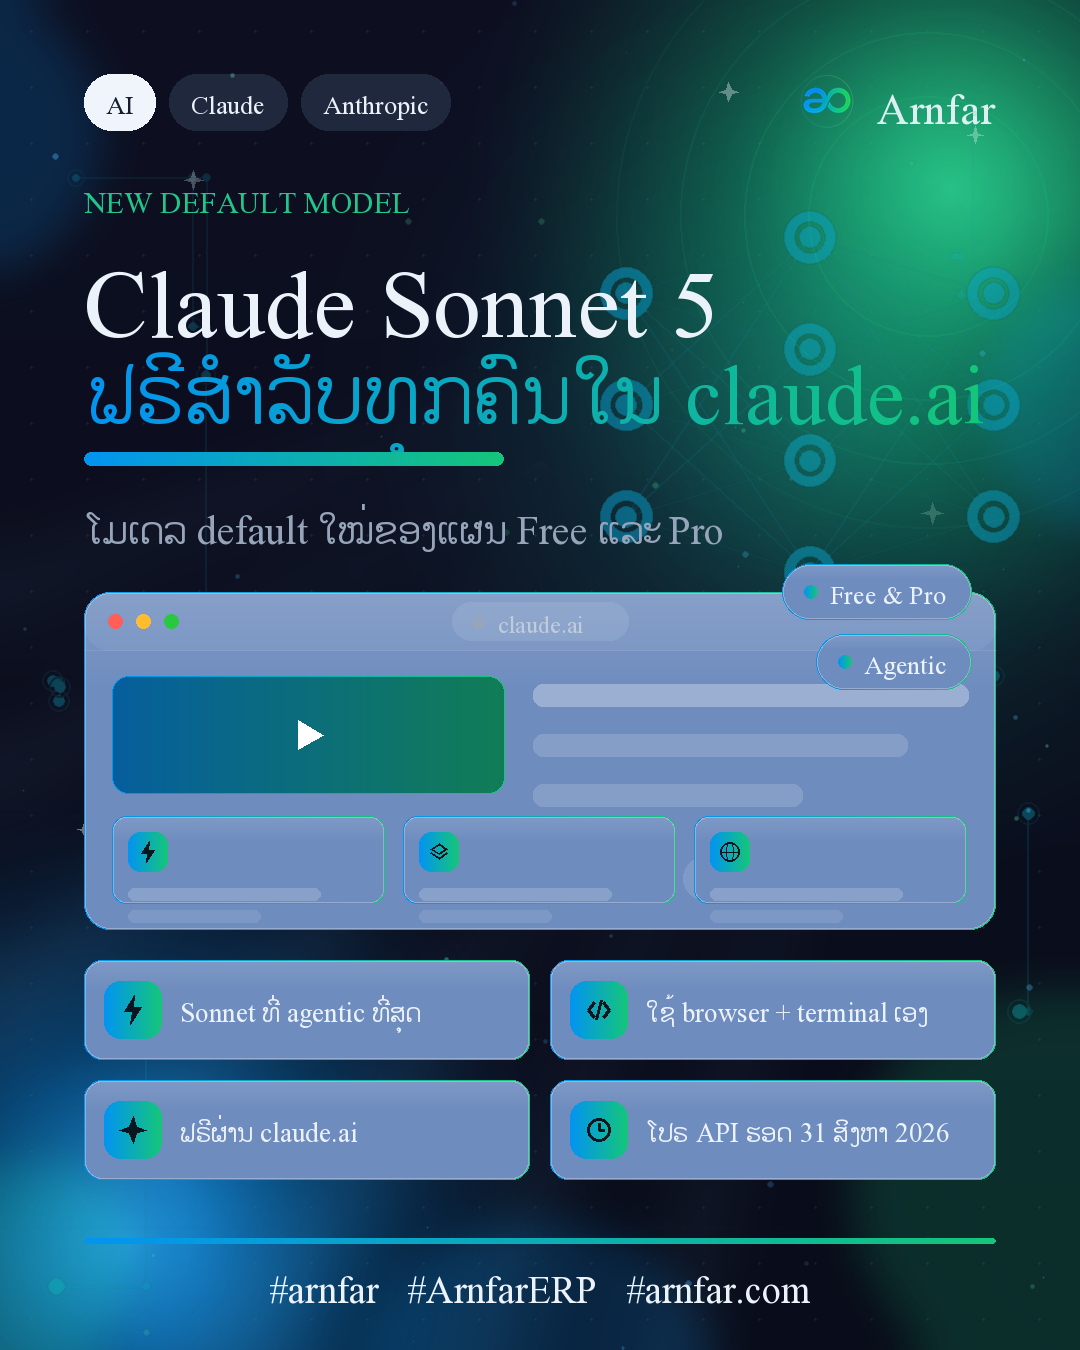 AI Claude Anthropic
Arnfar
NEW DEFAULT MODEL
Claude Sonnet 5
ຟຣີສຳລັບທຸກຄົນໃນ claude.ai
ໂມເດລ default ໃໝ່ຂອງແຜນ Free ແລະ Pro
Free & Pro
claude.ai
Agentic
Sonnet ທີ່ agentic ທີ່ສຸດ
ໃຊ້ browser + terminal ເອງ
ຟຣີຜ່ານ claude.ai
ໂປຣ API ຮອດ 31 ສິງຫາ 2026
#arnfar #ArnfarERP #arnfar.com